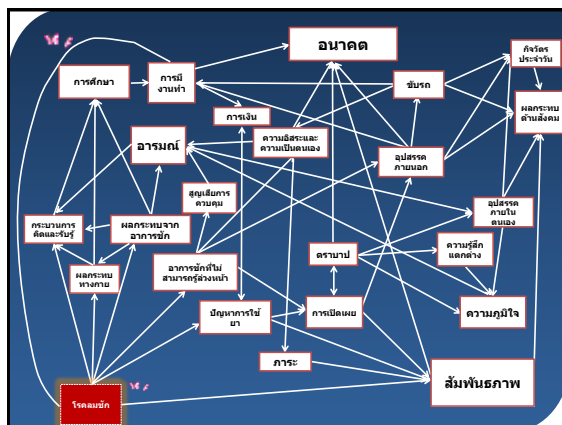 อนาคต
กิจวัตร
ประจำวัน
การศึกษา
การมี
งานทำ
ขับรถ
ผลกระทบ
ด้านสังคม
การเงิน
ความอิสระและ
ความเป็นตนเอง
อารมณ์
อุปสรรค
ภายนอก
สูญเสียการ
ควบคุม
อุปสรรค
ภายใน
ตนเอง
กระบวนการ
คิดและรับรู้
ผลกระทบจาก
อาการชัก
ความรู้สึก
แตกต่าง
ตราบาป
อาการชักที่ไม่
สามารถรู้ล่วงหน้า
ผลกระทบ
ทางกาย
ปัญหาการใช้
ยา
การเปิดเผย
ความภูมิใจ
ภาระ
สัมพันธภาพ
โรคลมชัก